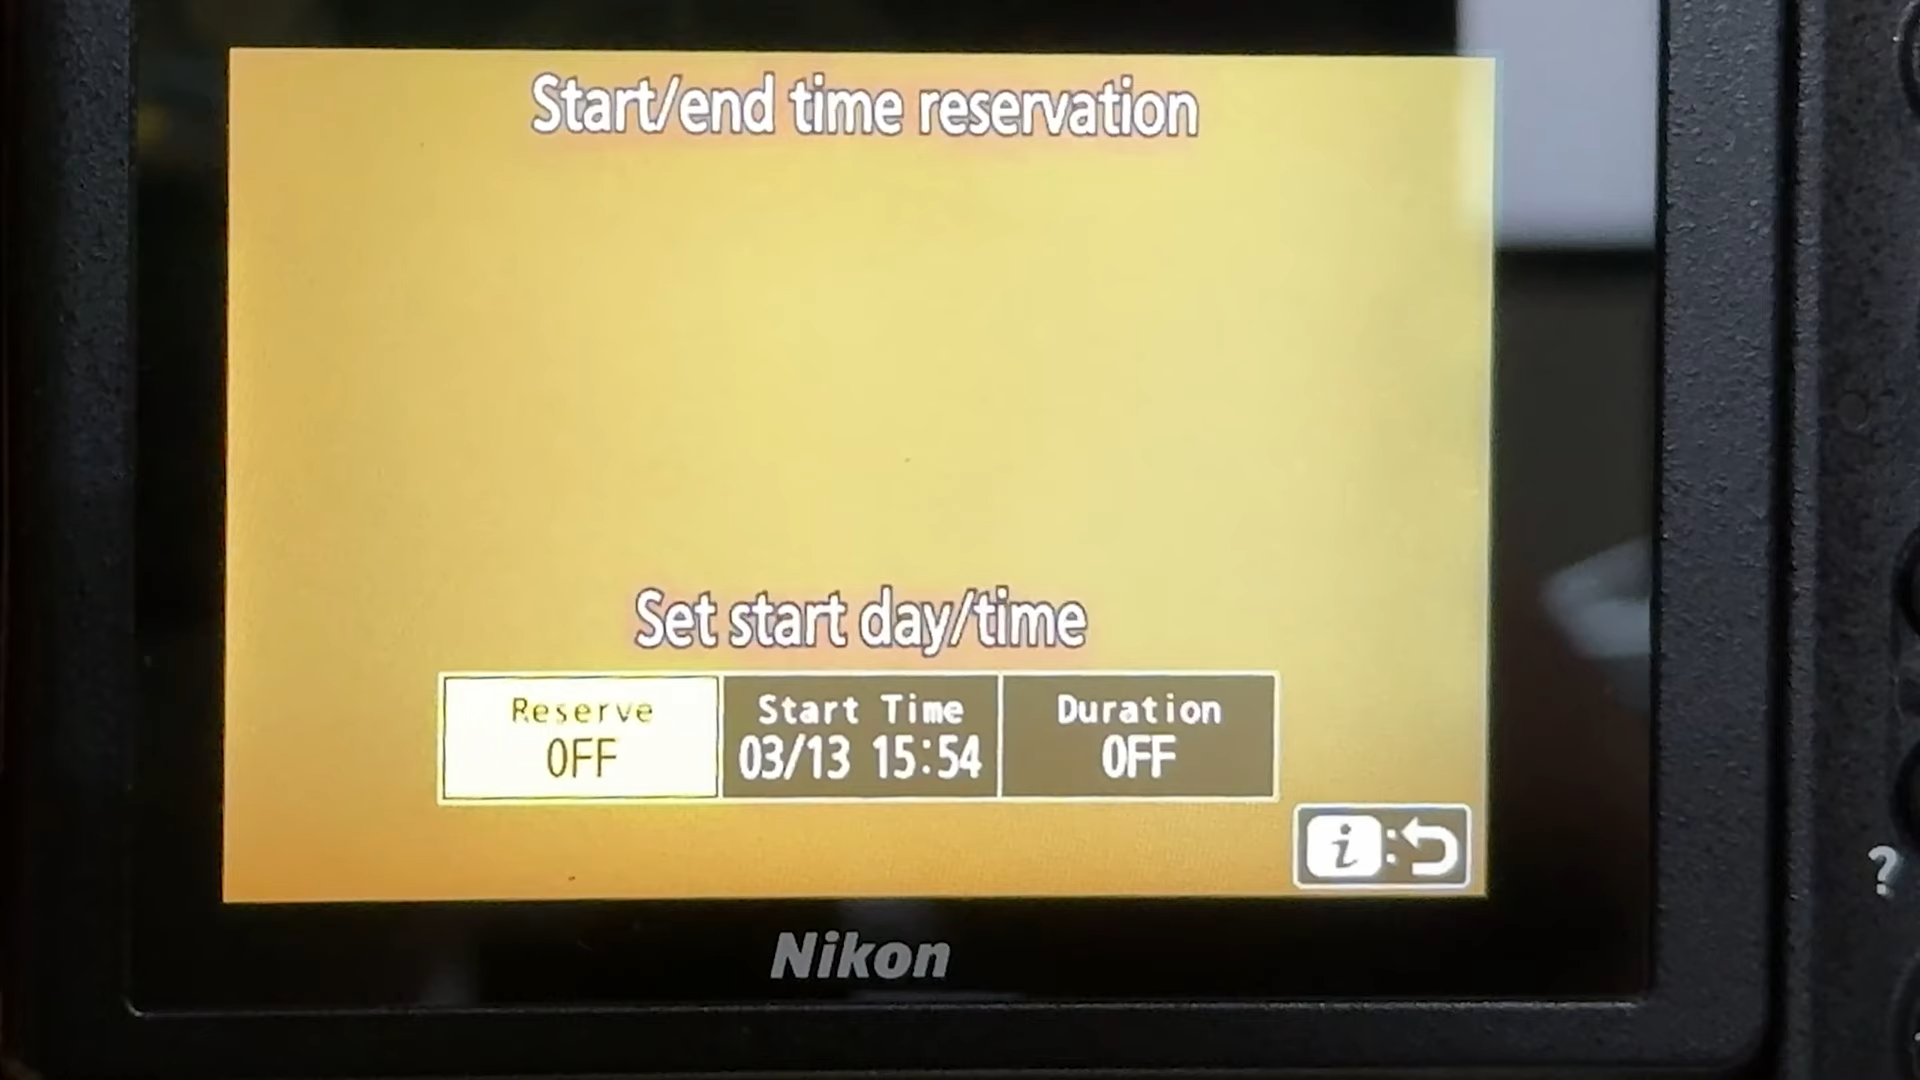 Start/end time reservation
Set start day/time
Reserve Start Time Duration
OFF 03/13 15:54 OFF
i:
Nikon
?